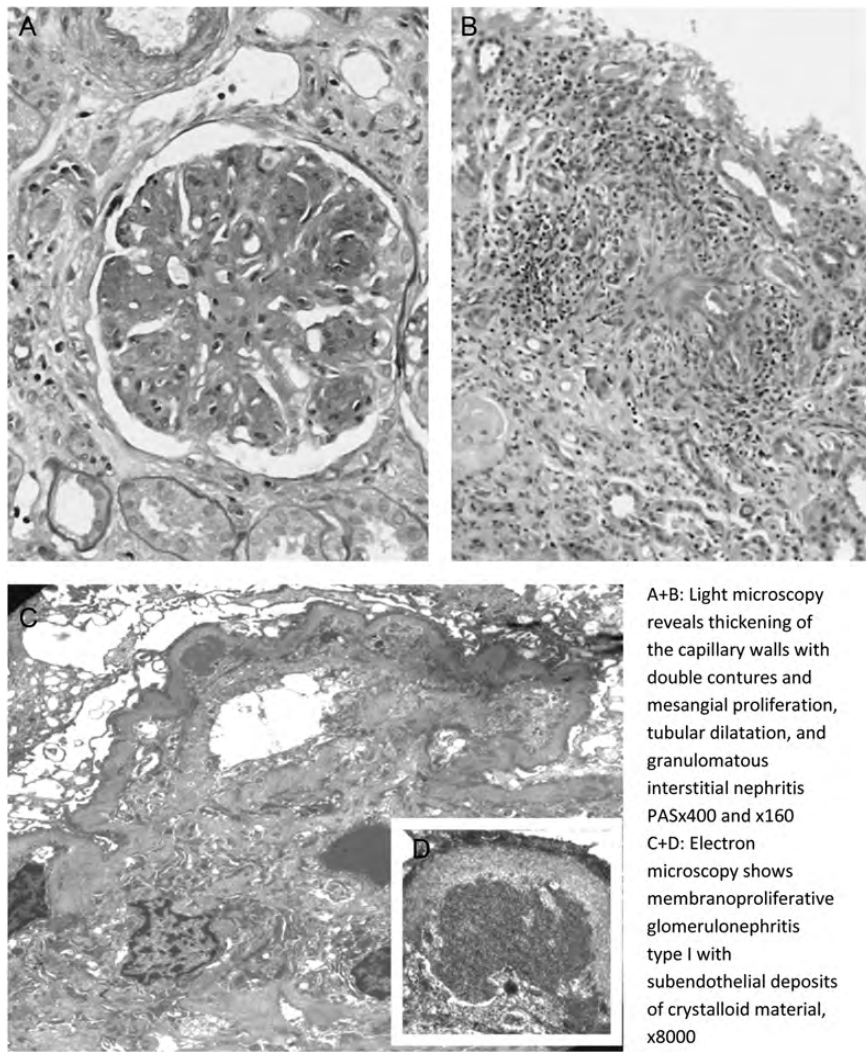 A
B
C
D
A+B: Light microscopy
reveals thickening of
the capillary walls with
double contures and
mesangial proliferation,
tubular dilatation, and
granulomatous
interstitial nephritis
PASx400 and x160
C+D: Electron
microscopy shows
membranoproliferative
glomerulonephritis
type I with
subendothelial deposits
of crystalloid material,
x8000